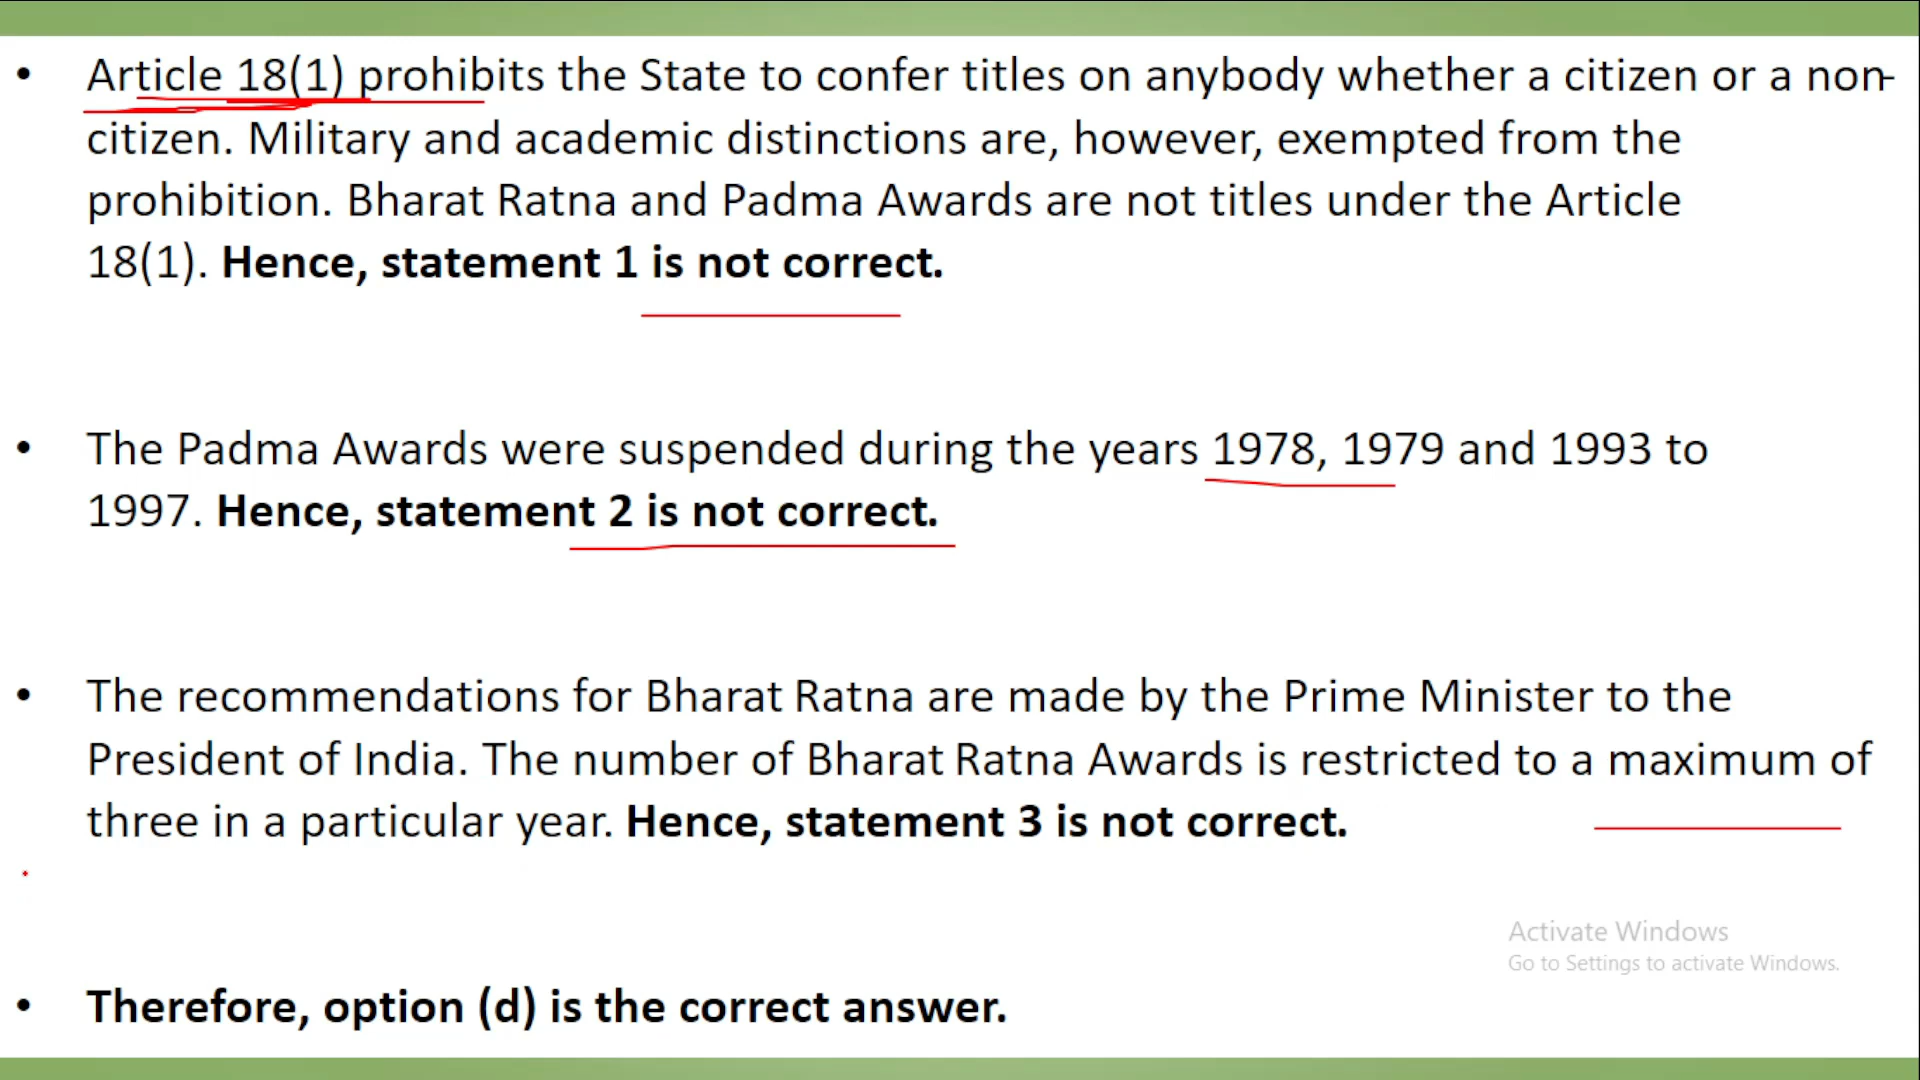 • Article 18(1) prohibits the State to confer titles on anybody whether a citizen or a non-
citizen. Military and academic distinctions are, however, exempted from the
prohibition. Bharat Ratna and Padma Awards are not titles under the Article
18(1). Hence, statement 1 is not correct.
• The Padma Awards were suspended during the years 1978, 1979 and 1993 to
1997. Hence, statement 2 is not correct.
• The recommendations for Bharat Ratna are made by the Prime Minister to the
President of India. The number of Bharat Ratna Awards is restricted to a maximum of
three in a particular year. Hence, statement 3 is not correct.
Activate Windows
Go to Settings to activate Windows.
• Therefore, option (d) is the correct answer.